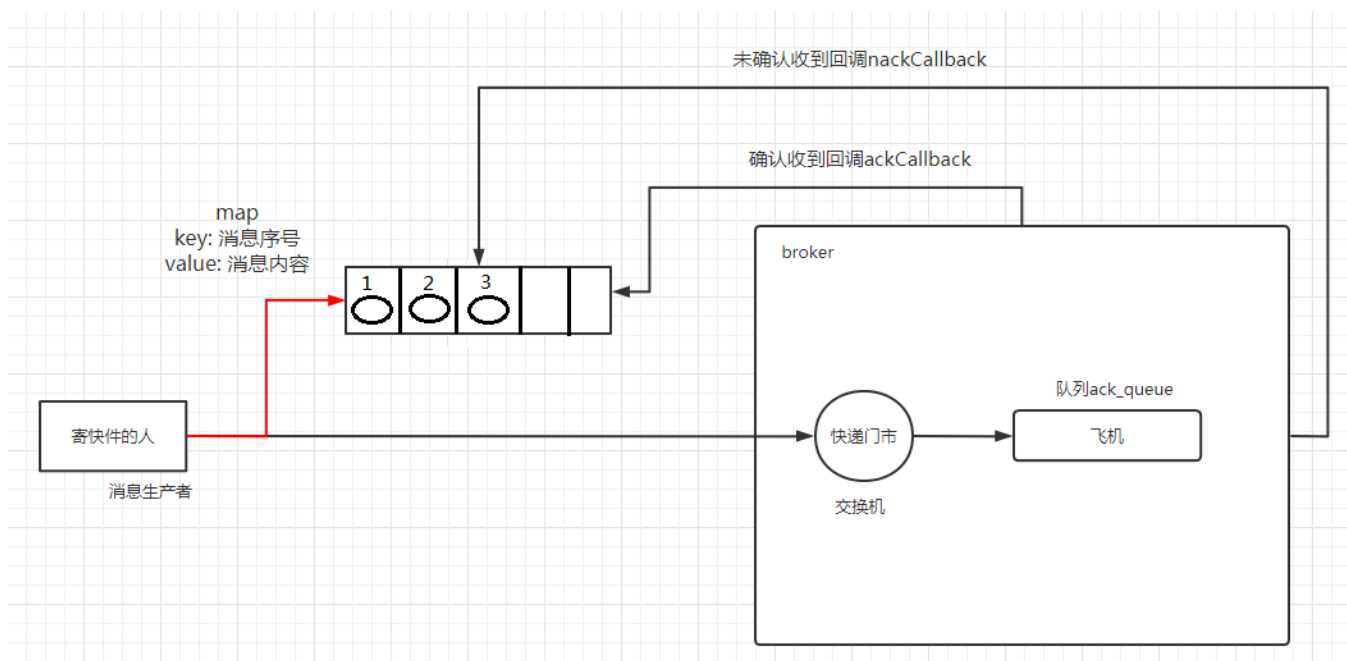 未确认收到回调nackCallback
确认收到回调ackCallback
map
key: 消息序号
value: 消息内容
1
2
3
broker
队列ack_queue
寄快件的人
快递门市
飞机
消息生产者
交换机